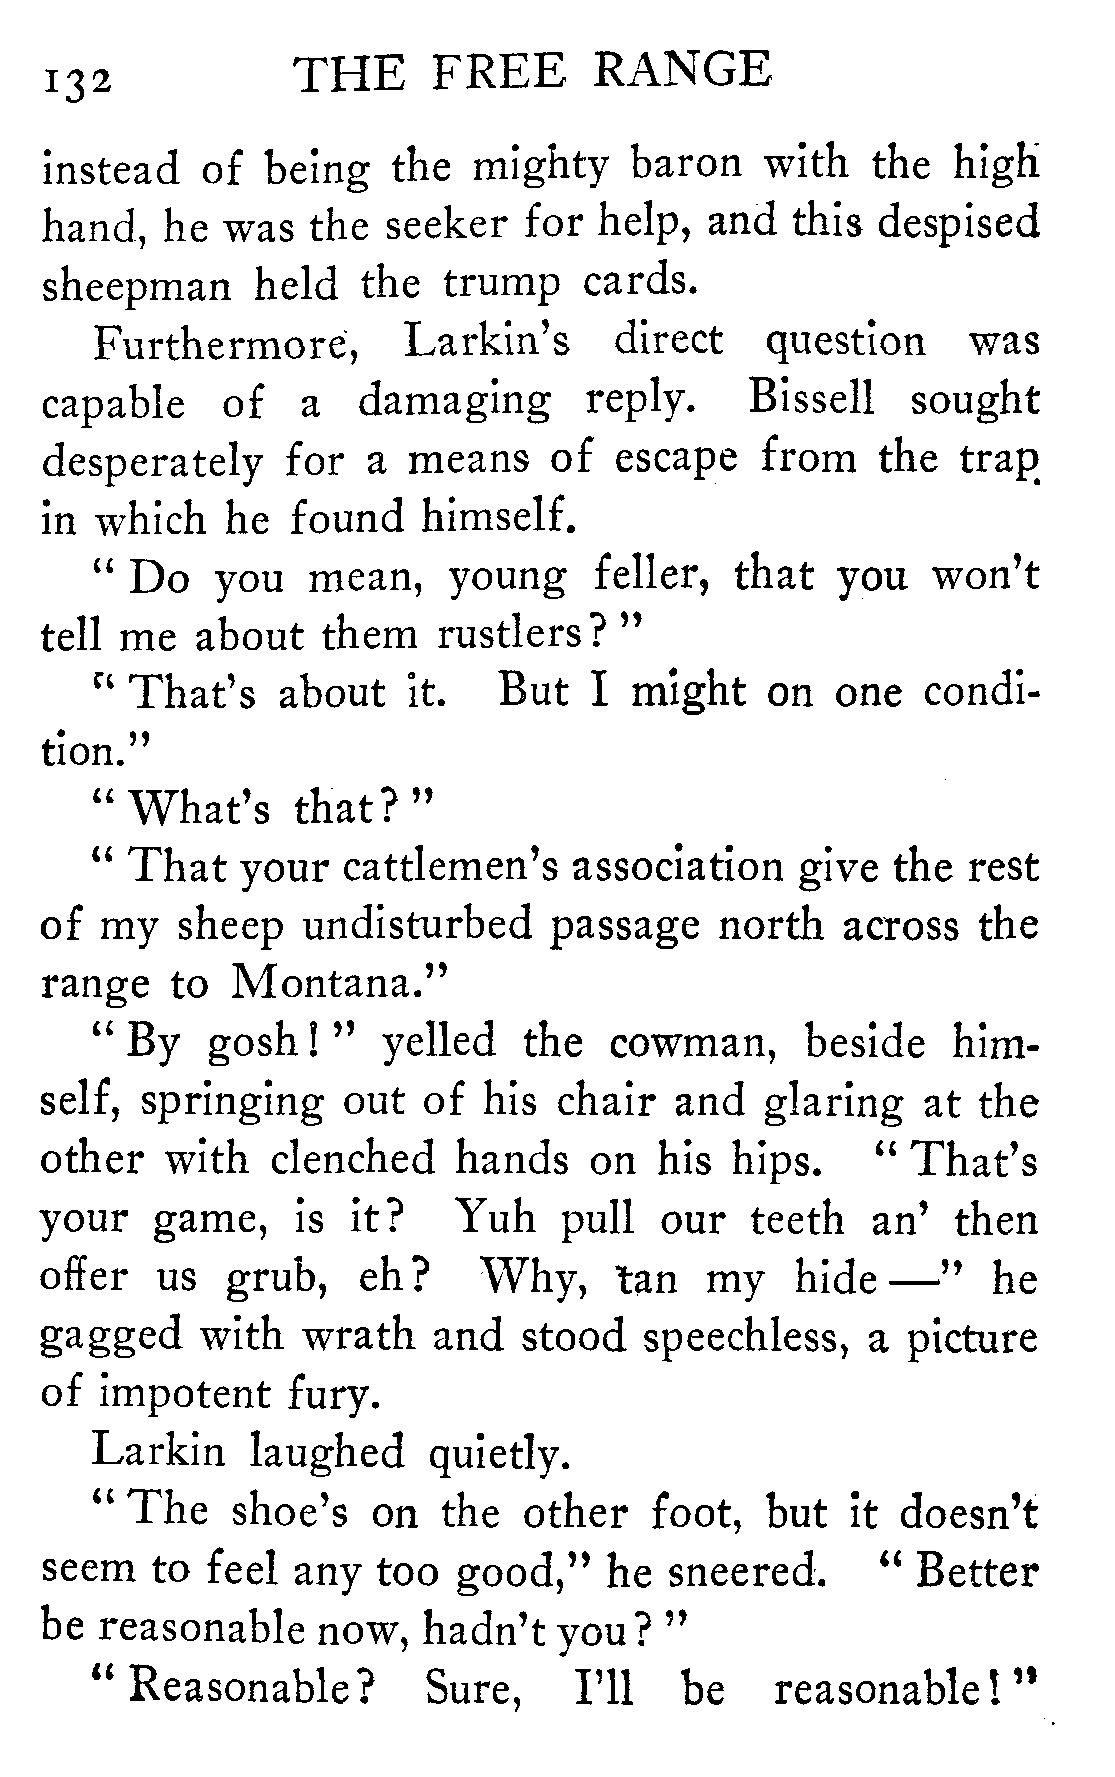 132 THE FREE RANGE
instead of being the mighty baron with the high
hand, he was the seeker for help, and this despised
sheepman held the trump cards.
Furthermore, Larkin's direct question was
capable of a damaging reply. Bissell sought
desperately for a means of escape from the trap
in which he found himself.
" Do you mean, young feller, that you won't
tell me about them rustlers? "
" That's about it. But I might on one condi-
tion."
" What's that? "
" That your cattlemen's association give the rest
of my sheep undisturbed passage north across the
range to Montana."
" By gosh! " yelled the cowman, beside him-
self, springing out of his chair and glaring at the
other with clenched hands on his hips. " That's
your game, is it? Yuh pull our teeth an' then
offer us grub, eh? Why, tan my hide —" he
gagged with wrath and stood speechless, a picture
of impotent fury.
Larkin laughed quietly.
" The shoe's on the other foot, but it doesn't
seem to feel any too good," he sneered. " Better
be reasonable now, hadn't you? "
" Reasonable? Sure, I'll be reasonable! "